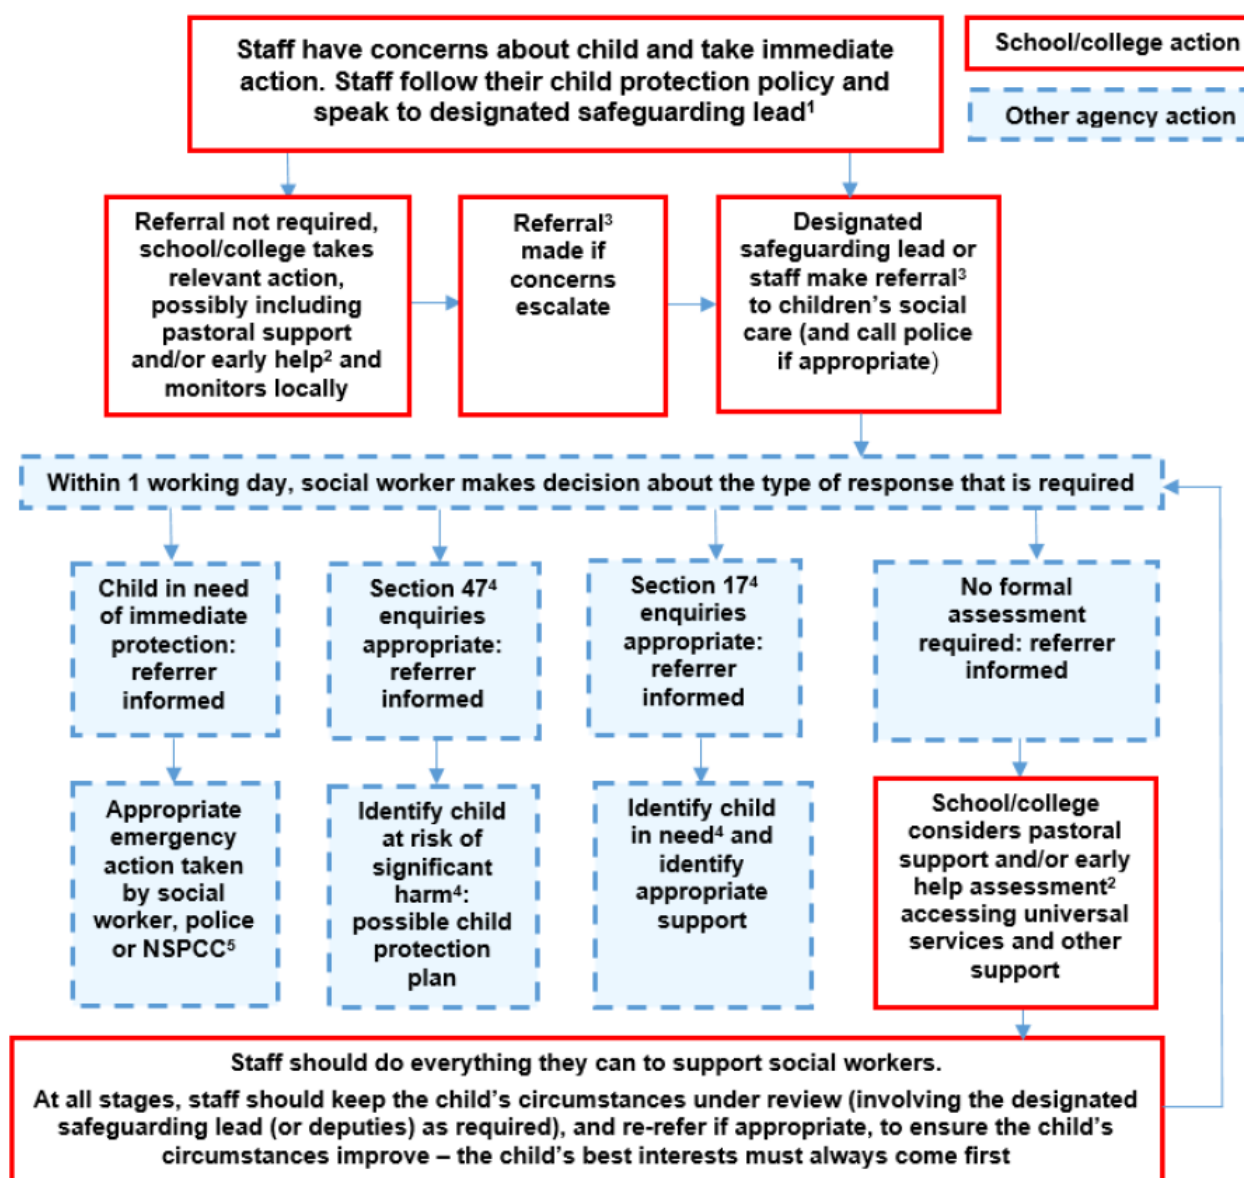 Staff have concerns about child and take immediate
action. Staff follow their child protection policy and
speak to designated safeguarding lead¹
School/college action
Other agency action
Referral not required,
school/college takes
relevant action,
possibly including
pastoral support
and/or early help² and
monitors locally
Referral³
made if
concerns
escalate
Designated
safeguarding lead or
staff make referral³
to children’s social
care (and call police
if appropriate)
Within 1 working day, social worker makes decision about the type of response that is required
Child in need
of immediate
protection:
referrer
informed
Section 47⁴
enquiries
appropriate:
referrer
informed
Section 17⁴
enquiries
appropriate:
referrer
informed
No formal
assessment
required: referrer
informed
Appropriate
emergency
action taken
by social
worker, police
or NSPCC⁵
Identify child
at risk of
significant
harm⁴:
possible child
protection
plan
Identify child
in need⁴ and
identify
appropriate
support
School/college
considers pastoral
support and/or early
help assessment²
accessing universal
services and other
support
Staff should do everything they can to support social workers.
At all stages, staff should keep the child’s circumstances under review (involving the designated
safeguarding lead (or deputies) as required), and re-refer if appropriate, to ensure the child’s
circumstances improve – the child’s best interests must always come first